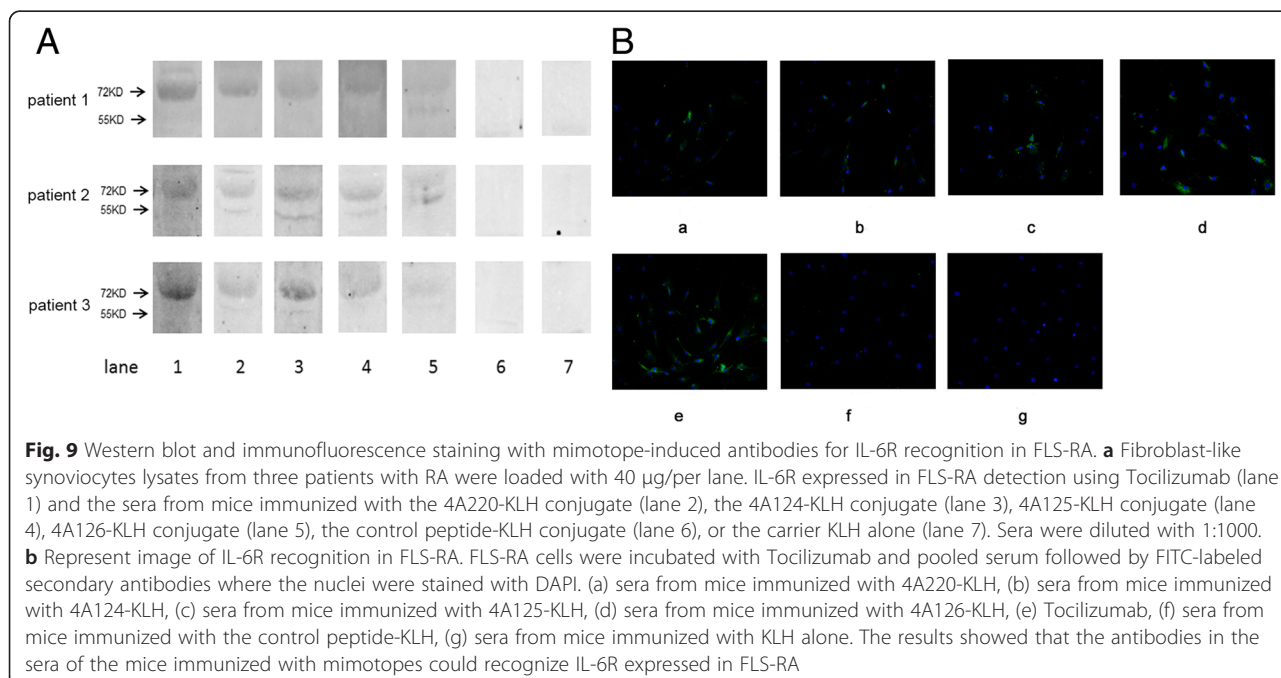 A
B
patient 1
72KD
55KD
patient 2
72KD
55KD
patient 3
72KD
55KD
lane 1 2 3 4 5 6 7
a b c d
e f g
Fig. 9 Western blot and immunofluorescence staining with mimotope-induced antibodies for IL-6R recognition in FLS-RA. a Fibroblast-like
synoviocytes lysates from three patients with RA were loaded with 40 μg/per lane. IL-6R expressed in FLS-RA detection using Tocilizumab (lane
1) and the sera from mice immunized with the 4A220-KLH conjugate (lane 2), the 4A124-KLH conjugate (lane 3), 4A125-KLH conjugate (lane
4), 4A126-KLH conjugate (lane 5), the control peptide-KLH conjugate (lane 6), or the carrier KLH alone (lane 7). Sera were diluted with 1:1000.
b Represent image of IL-6R recognition in FLS-RA. FLS-RA cells were incubated with Tocilizumab and pooled serum followed by FITC-labeled
secondary antibodies where the nuclei were stained with DAPI. (a) sera from mice immunized with 4A220-KLH, (b) sera from mice immunized
with 4A124-KLH, (c) sera from mice immunized with 4A125-KLH, (d) sera from mice immunized with 4A126-KLH, (e) Tocilizumab, (f) sera from
mice immunized with the control peptide-KLH, (g) sera from mice immunized with KLH alone. The results showed that the antibodies in the
sera of the mice immunized with mimotopes could recognize IL-6R expressed in FLS-RA